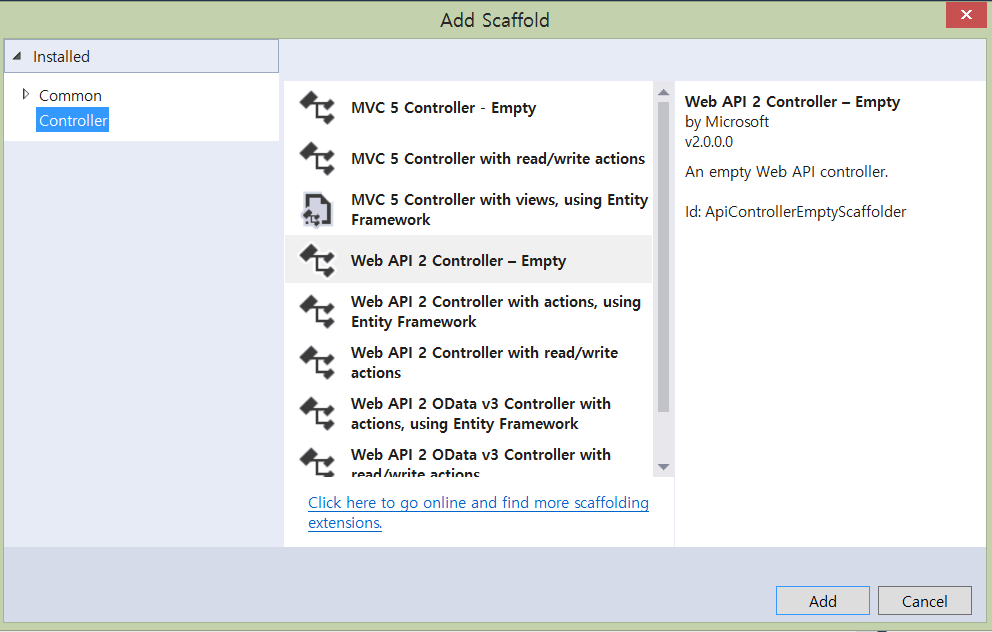 Add Scaffold
Installed
Common
Controller
MVC 5 Controller - Empty
MVC 5 Controller with read/write actions
MVC 5 Controller with views, using Entity
Framework
Web API 2 Controller – Empty
Web API 2 Controller with actions, using
Entity Framework
Web API 2 Controller with read/write
actions
Web API 2 OData v3 Controller with
actions, using Entity Framework
Web API 2 OData v3 Controller with
read/write actions
Click here to go online and find more scaffolding
extensions.
Web API 2 Controller – Empty
by Microsoft
v2.0.0.0
An empty Web API controller.
Id: ApiControllerEmptyScaffolder
Add
Cancel